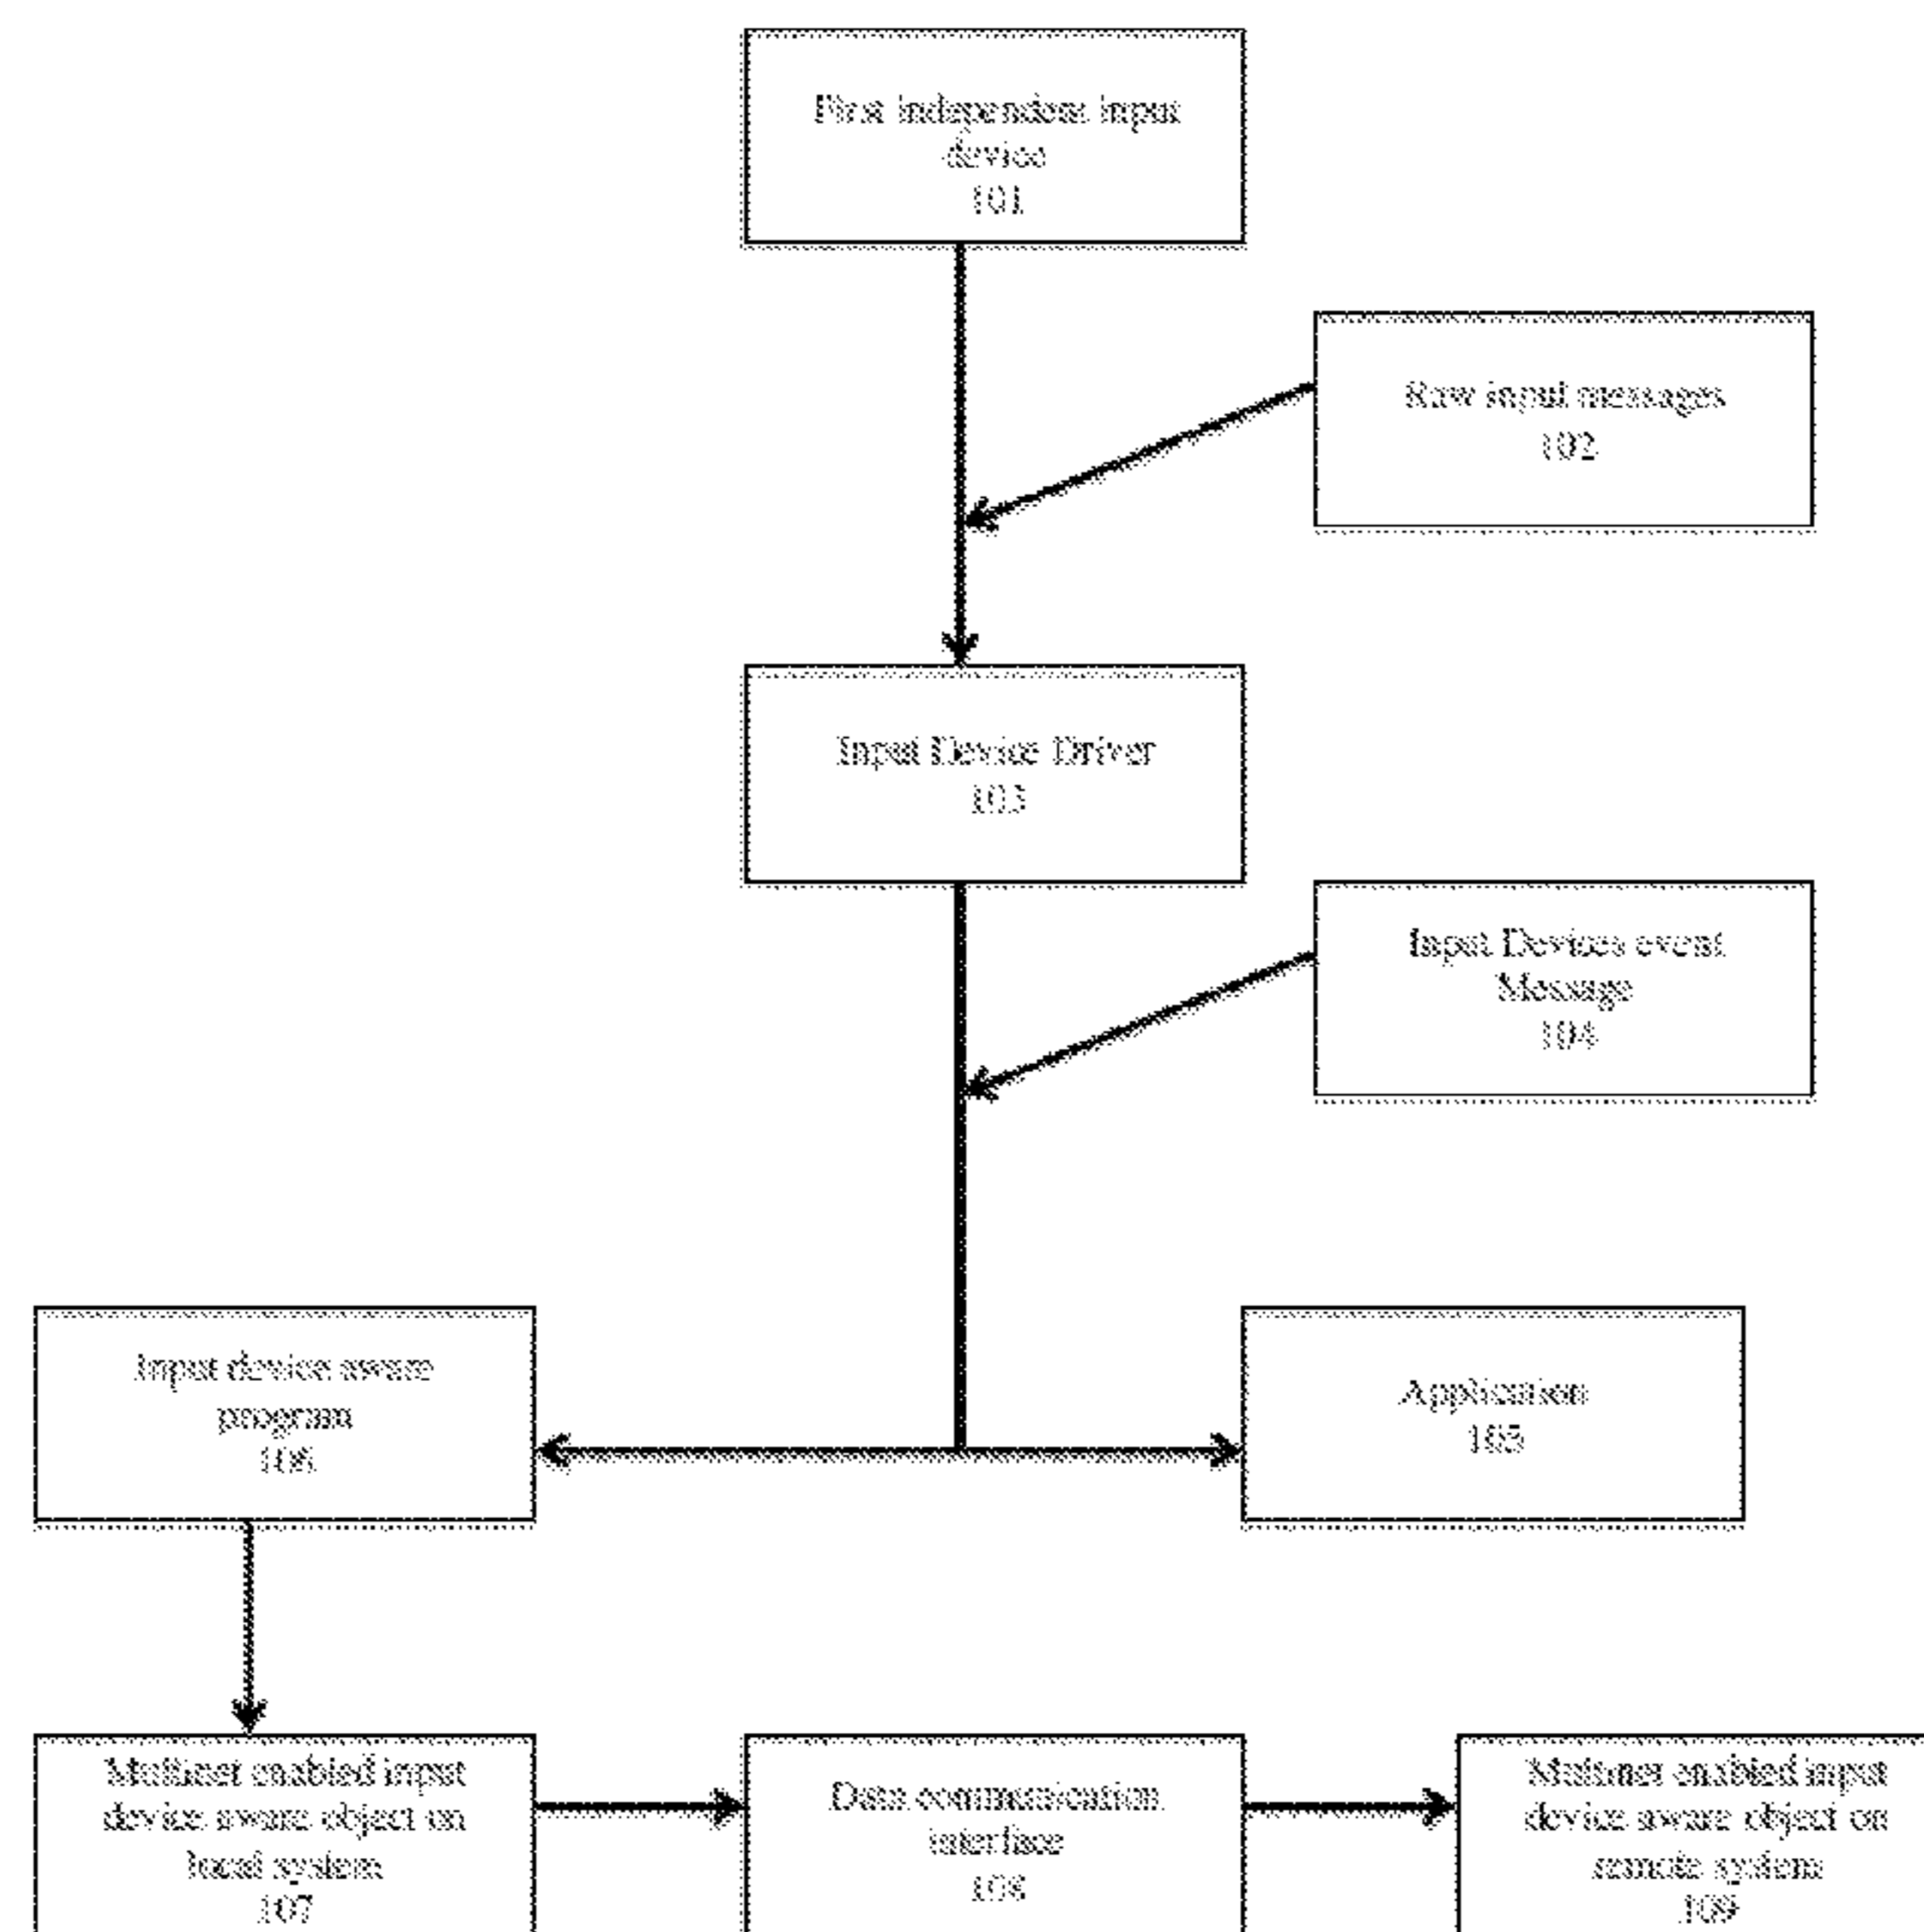 First independent input
device
101
Raw input messages
102
Input Device Driver
103
Input Devices event
Message
104
Input device aware
program
106
Application
105
Multinet enabled input
device aware object on
local system
107
Data communication
interface
108
Multinet enabled input
device aware object on
remote system
109